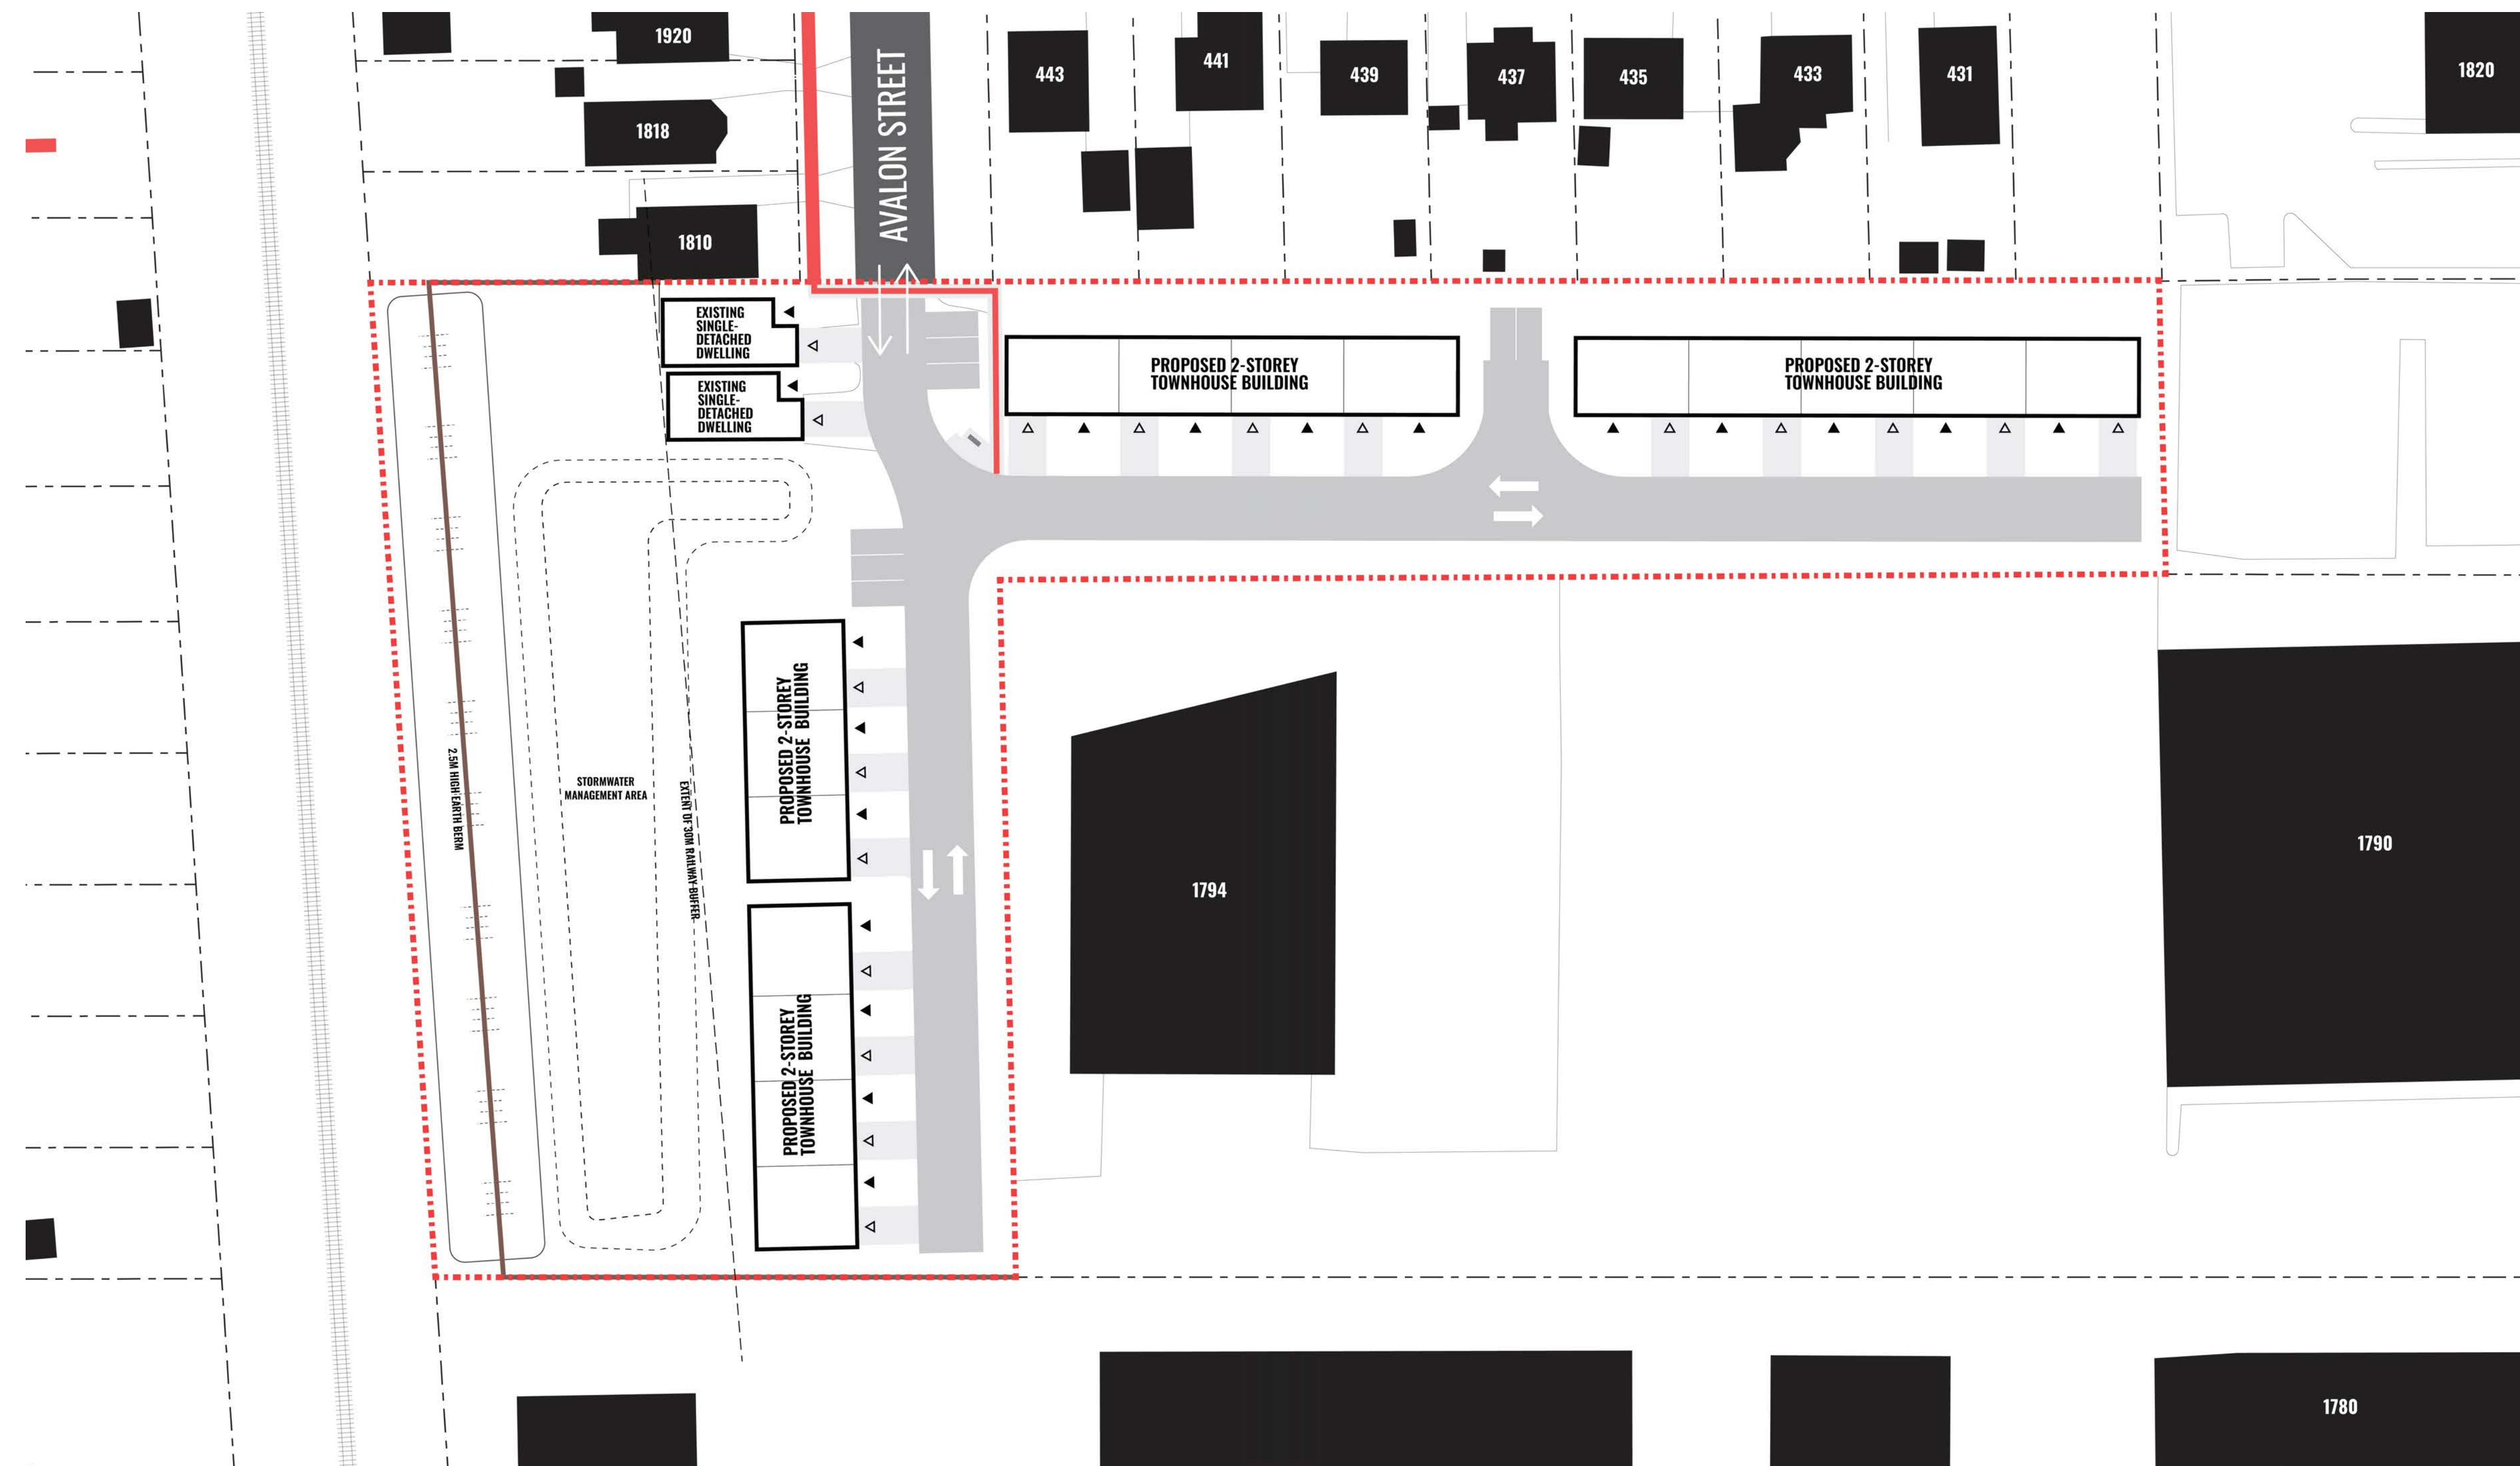 1920
1818
1810
AVALON STREET
443
441
439
437
435
433
431
1820
EXISTING
SINGLE-
DETACHED
DWELLING
EXISTING
SINGLE-
DETACHED
DWELLING
PROPOSED 2-STOREY
TOWNHOUSE BUILDING
PROPOSED 2-STOREY
TOWNHOUSE BUILDING
2.5M HIGH EARTH BERM
STORMWATER
MANAGEMENT AREA
EXTENT OF 30M RAILWAY BUFFER
PROPOSED 2-STOREY
TOWNHOUSE BUILDING
PROPOSED 2-STOREY
TOWNHOUSE BUILDING
1794
1790
1780